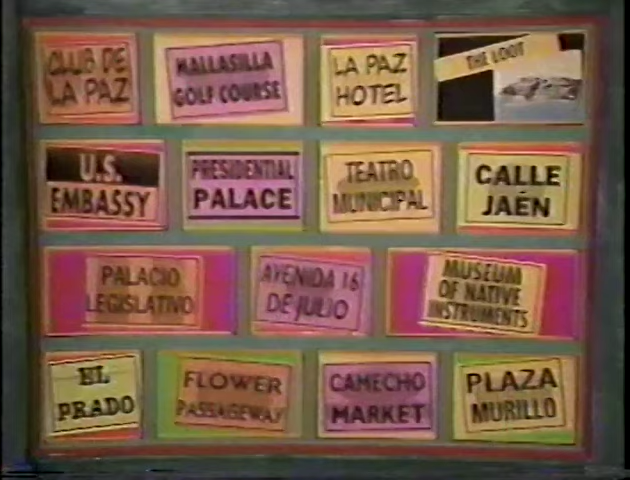 CLUB DE
LA PAZ
MALLASILLA
GOLF COURSE
LA PAZ
HOTEL
THE LOOT
U.S.
EMBASSY
PRESIDENTIAL
PALACE
TEATRO
MUNICIPAL
CALLE
JAÉN
PALACIO
LEGISLATIVO
AVENIDA 16
DE JULIO
MUSEUM
OF NATIVE
INSTRUMENTS
EL
PRADO
FLOWER
PASSAGEWAY
CAMECHO
MARKET
PLAZA
MURILLO